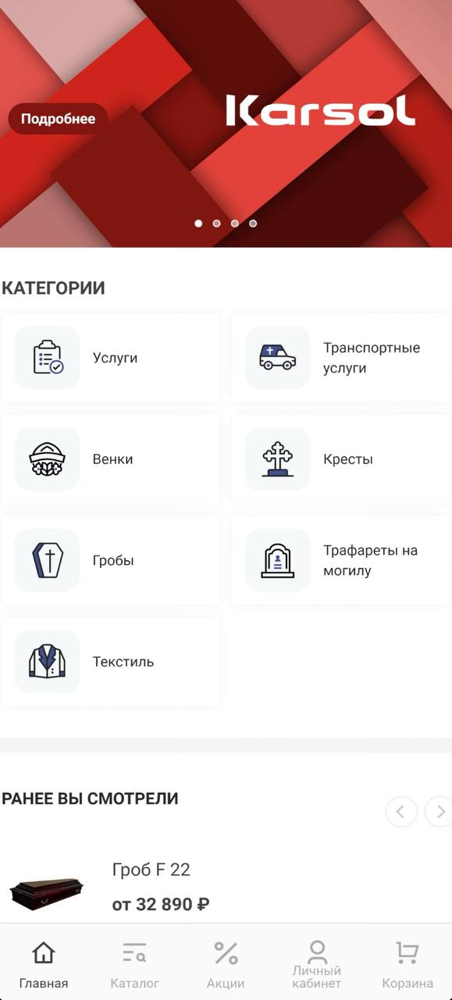 Подробнее
Karsol
КАТЕГОРИИ
Услуги
Транспортные
услуги
Венки
Кресты
Гробы
Трафареты на
могилу
Текстиль
РАНЕЕ ВЫ СМОТРЕЛИ
Гроб F 22
от 32 890 ₽
Главная
Каталог
Акции
Личный
кабинет
Корзина